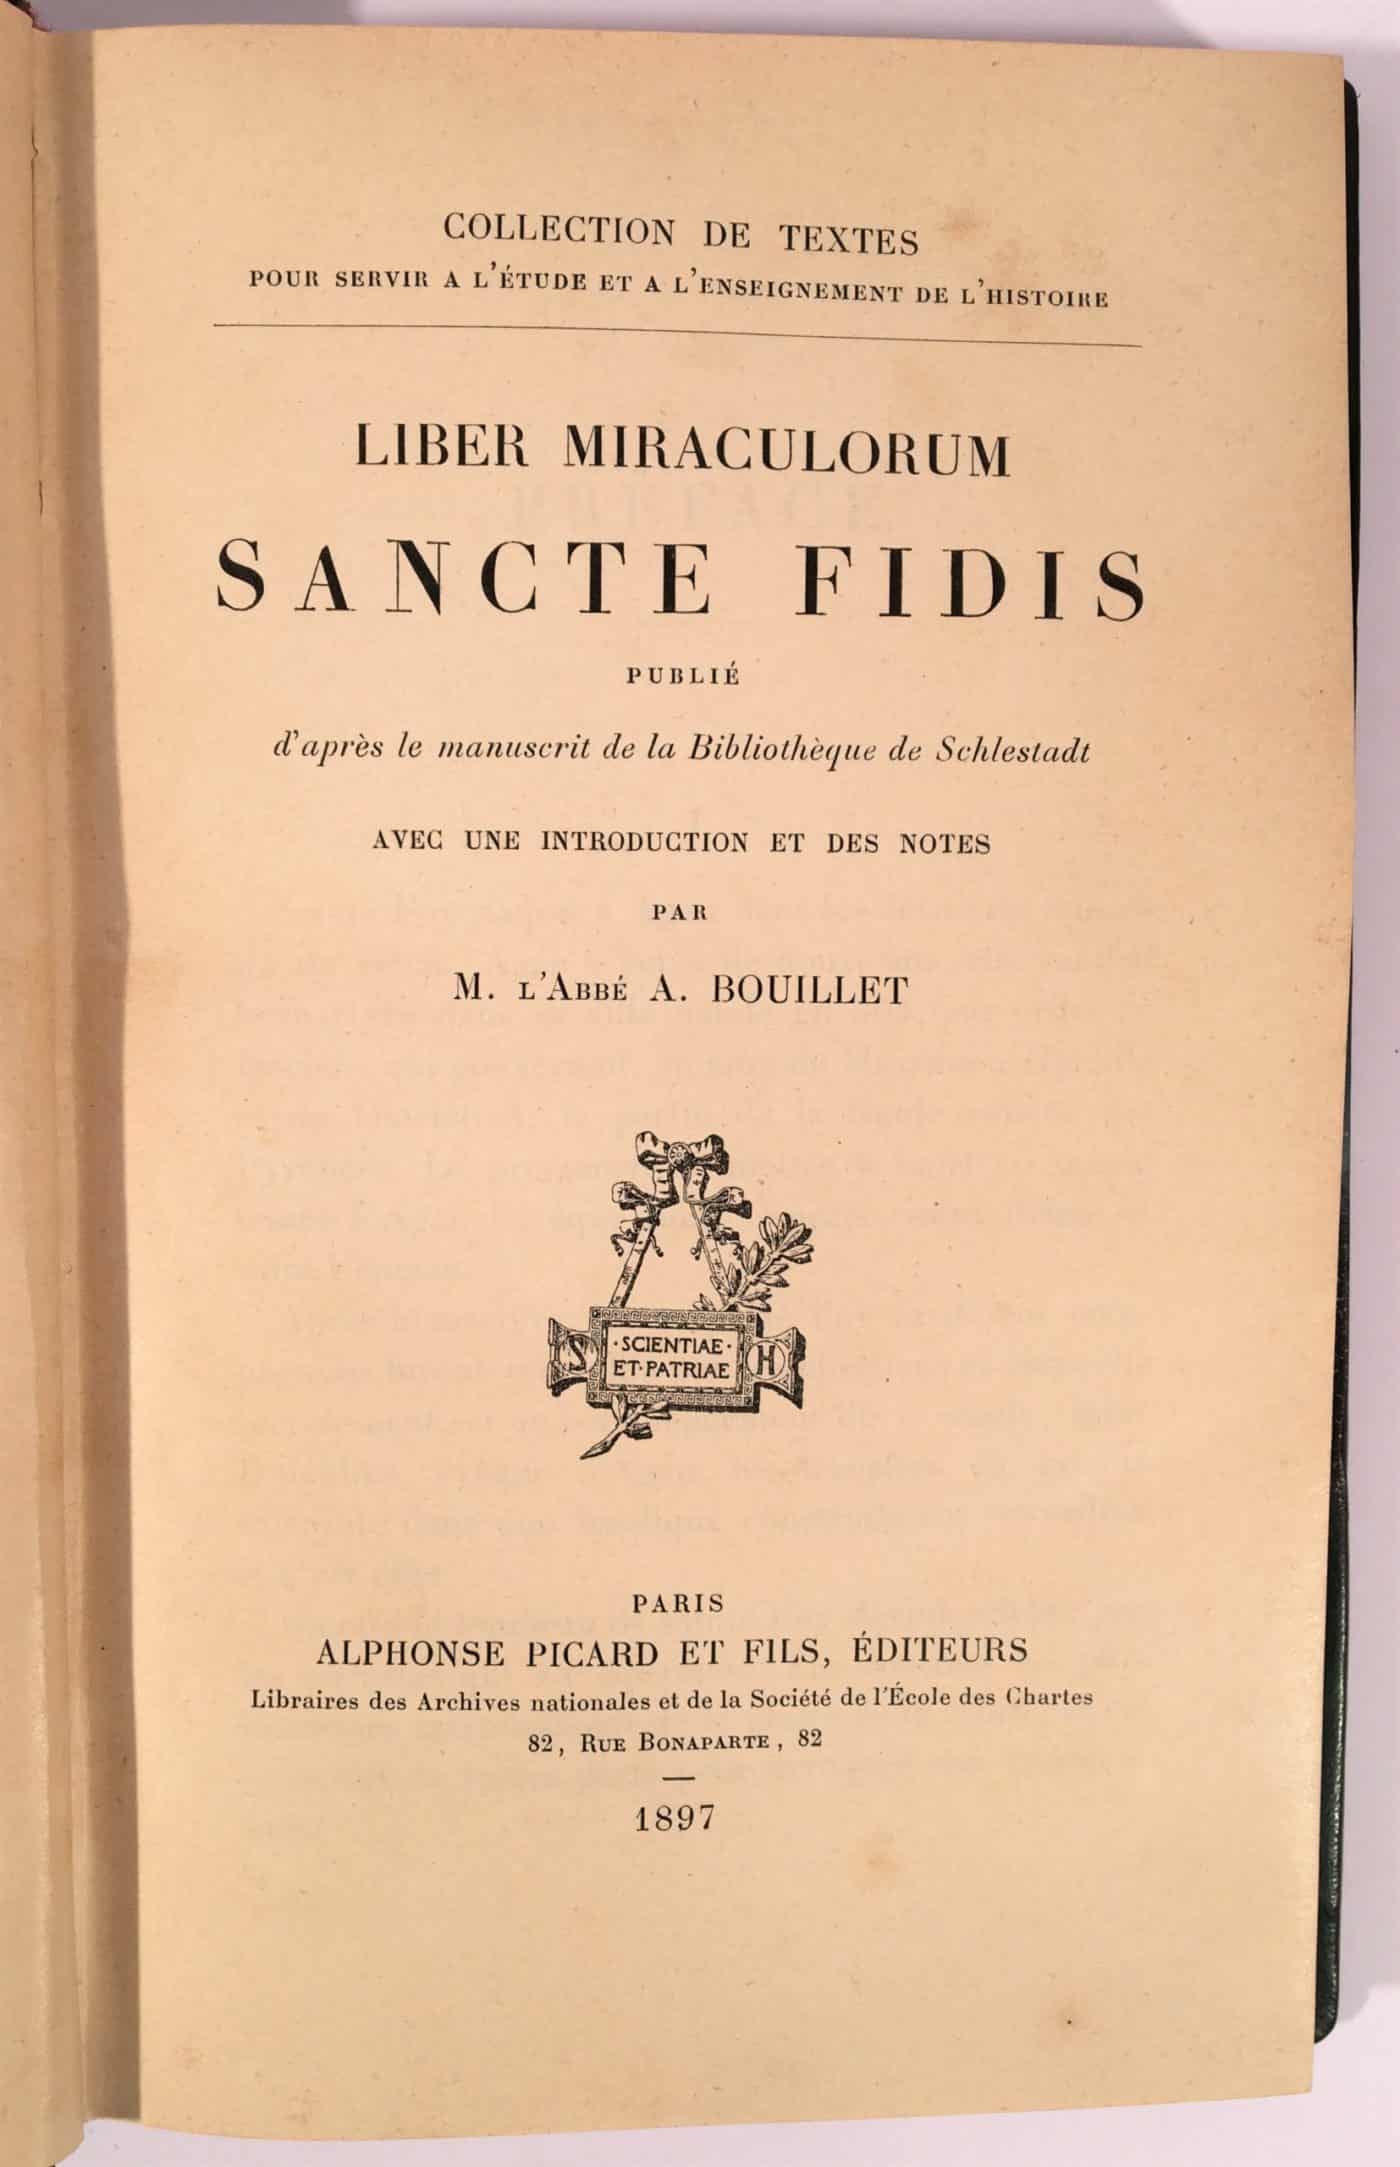 COLLECTION DE TEXTES
POUR SERVIR A L'ÉTUDE ET A L'ENSEIGNEMENT DE L'HISTOIRE
LIBER MIRACULORUM
SANCTE FIDIS
PUBLIÉ
d'après le manuscrit de la Bibliothèque de Schlestadt
AVEC UNE INTRODUCTION ET DES NOTES
PAR
M. L'ABBÉ A. BOUILLET
S · SCIENTIAE · H
ET · PATRIAE
PARIS
ALPHONSE PICARD ET FILS, ÉDITEURS
Libraires des Archives nationales et de la Société de l'École des Chartes
82, RUE BONAPARTE, 82
1897